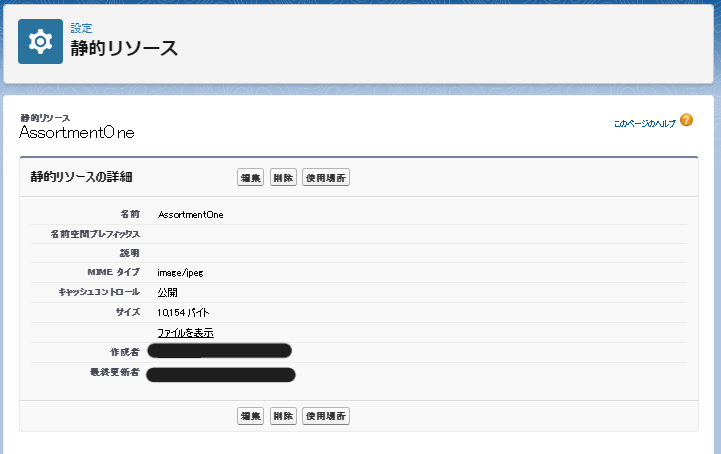 設定
静的リソース
静的リソース
AssortmentOne
このページのヘルプ ?
静的リソースの詳細 編集 削除 使用場所
名前 AssortmentOne
名前空間プレフィックス
説明
MIME タイプ image/jpeg
キャッシュコントロール 公開
サイズ 10,154 バイト
ファイルを表示
作成者
最終更新者
編集 削除 使用場所